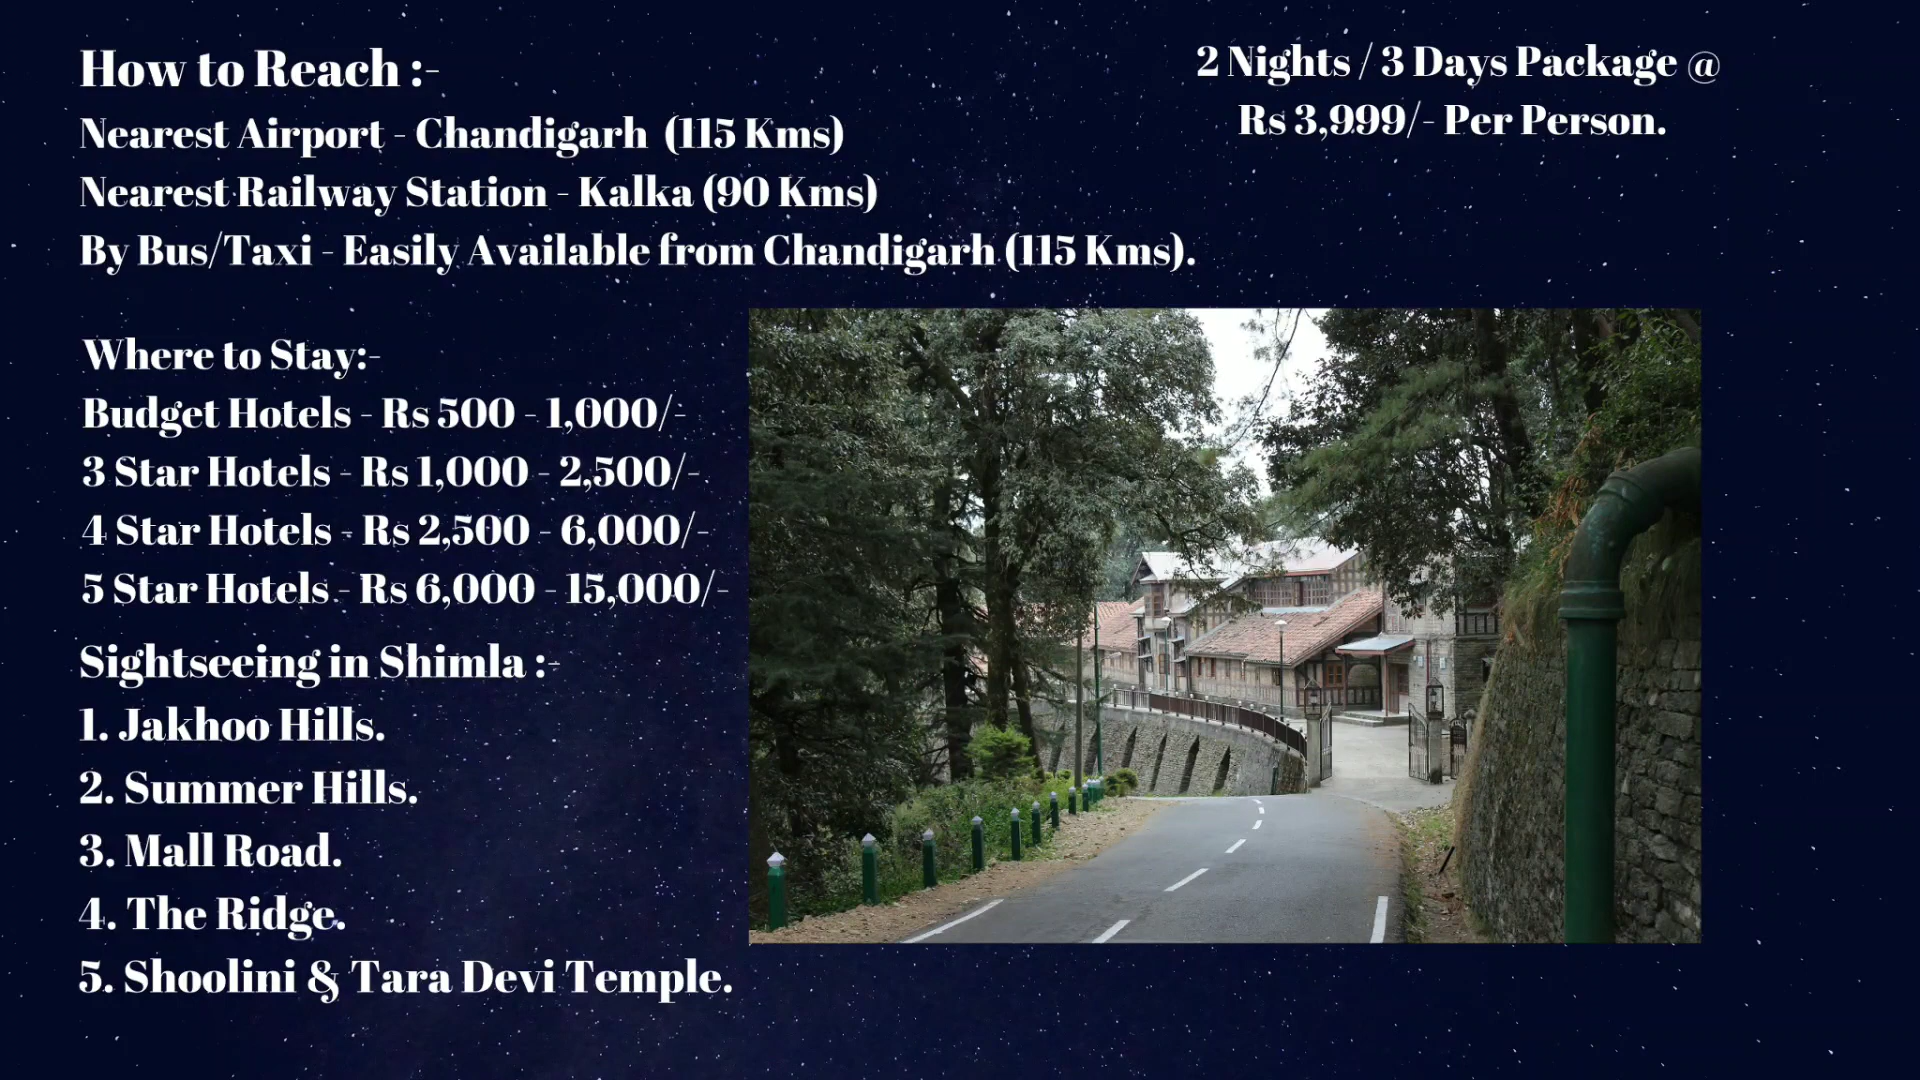 How to Reach :-
Nearest Airport - Chandigarh (115 Kms)
Nearest Railway Station - Kalka (90 Kms)
By Bus/Taxi - Easily Available from Chandigarh (115 Kms).
2 Nights / 3 Days Package @
Rs 3,999/- Per Person.
Where to Stay:-
Budget Hotels - Rs 500 - 1,000/-
3 Star Hotels - Rs 1,000 - 2,500/-
4 Star Hotels - Rs 2,500 - 6,000/-
5 Star Hotels - Rs 6,000 - 15,000/-
Sightseeing in Shimla :-
1. Jakhoo Hills.
2. Summer Hills.
3. Mall Road.
4. The Ridge.
5. Shoolini & Tara Devi Temple.